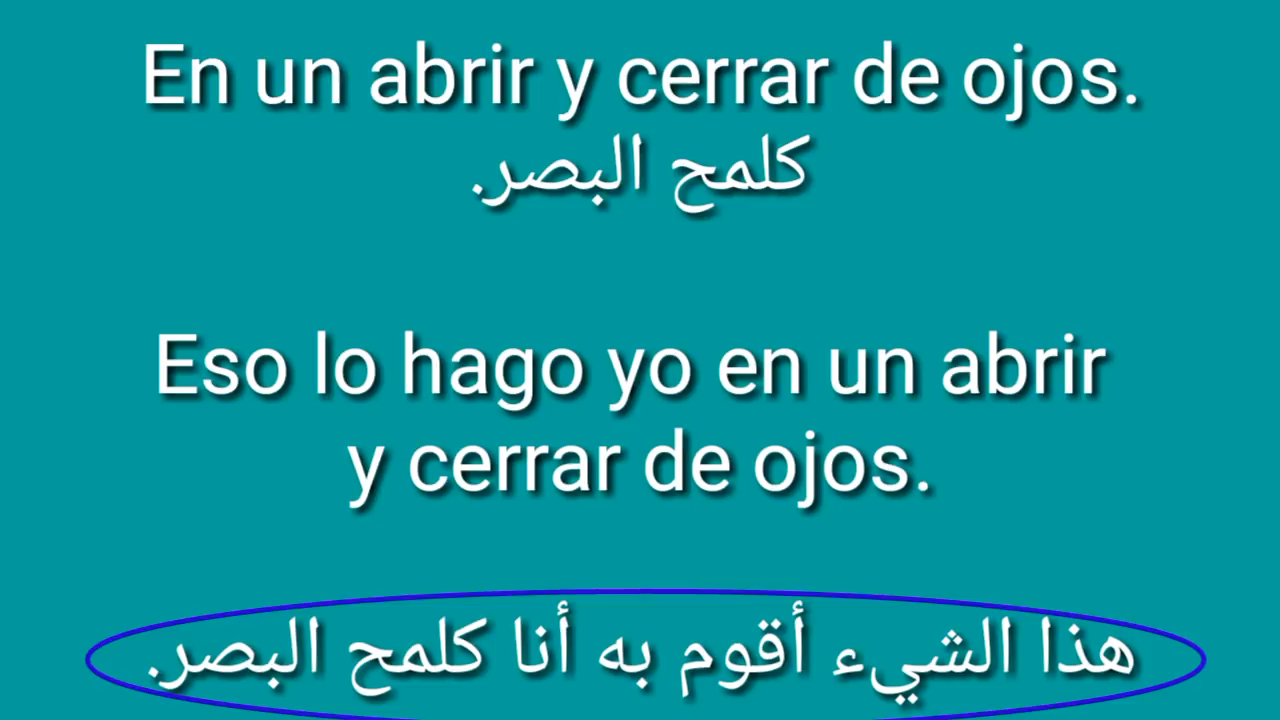 En un abrir y cerrar de ojos.
كلمح البصر.
Eso lo hago yo en un abrir
y cerrar de ojos.
هذا الشيء أقوم به أنا كلمح البصر.